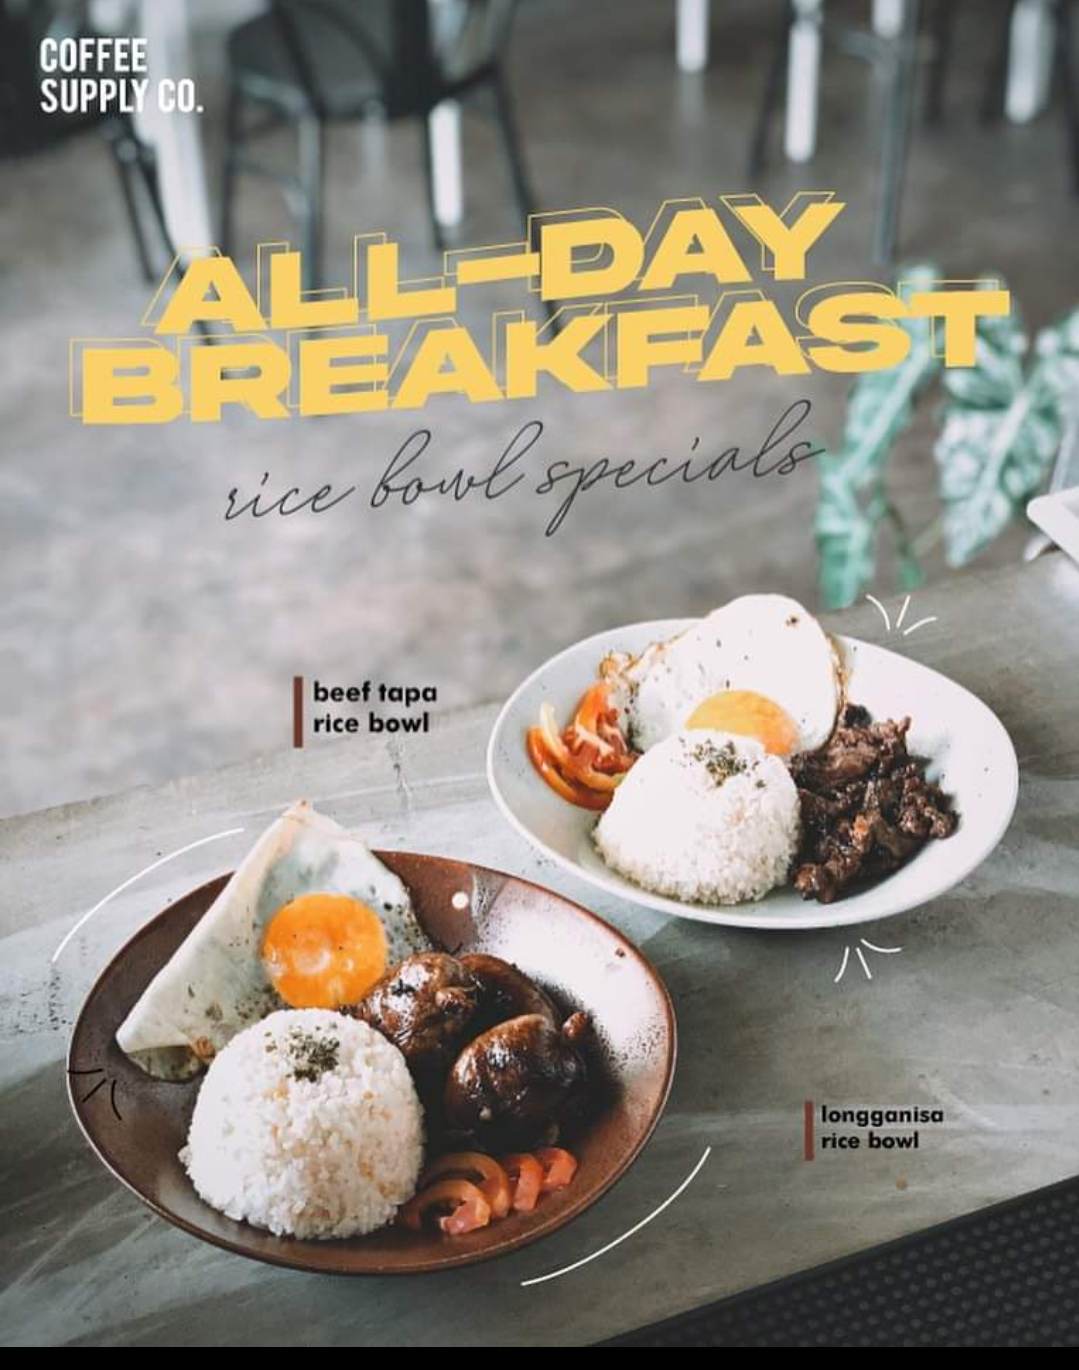 COFFEE
SUPPLY CO.
ALL-DAY
BREAKFAST
rice bowl specials
beef tapa
rice bowl
longganisa
rice bowl